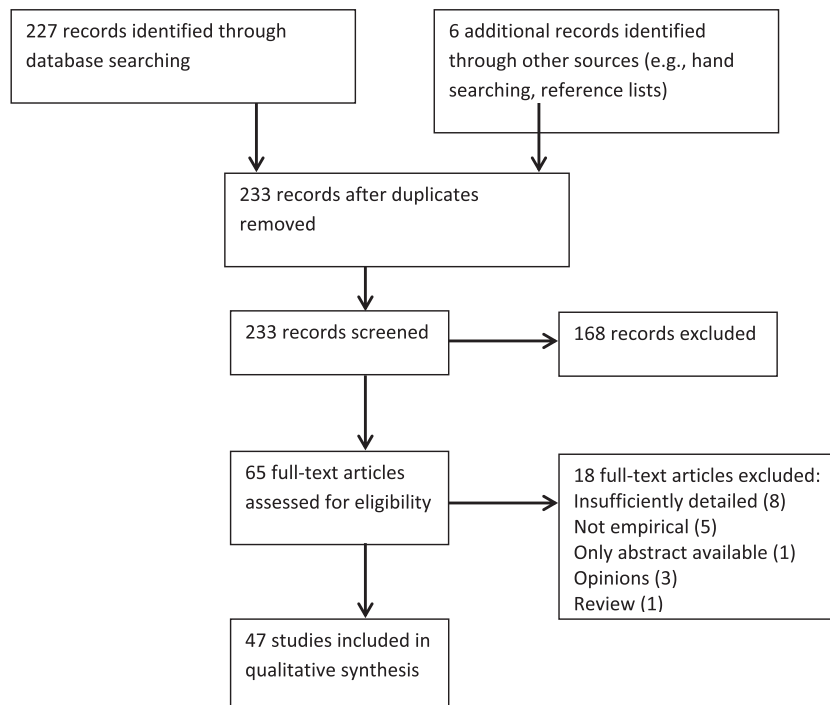 227 records identified through
database searching
6 additional records identified
through other sources (e.g., hand
searching, reference lists)
233 records after duplicates
removed
233 records screened
168 records excluded
65 full-text articles
assessed for eligibility
18 full-text articles excluded:
Insufficiently detailed (8)
Not empirical (5)
Only abstract available (1)
Opinions (3)
Review (1)
47 studies included in
qualitative synthesis